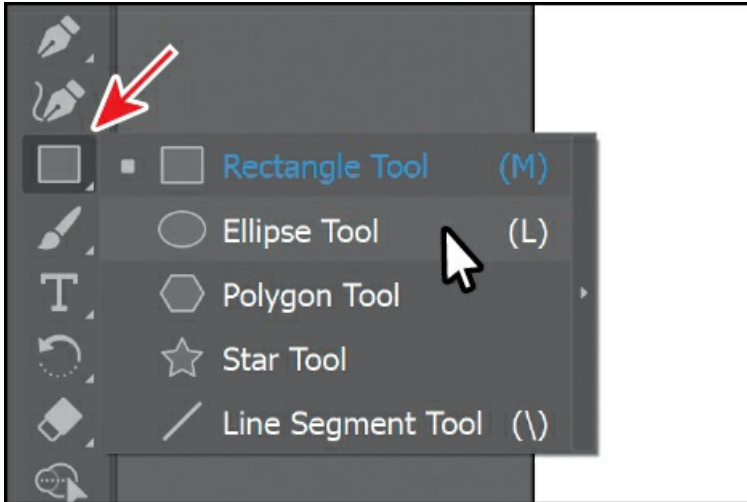 Rectangle Tool (M)
Ellipse Tool (L)
Polygon Tool
Star Tool
Line Segment Tool (\)